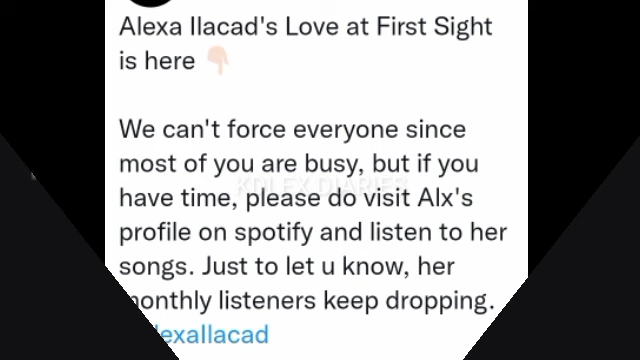 Alexa Ilacad's Love at First Sight
is here 👇🏻
We can't force everyone since
most of you are busy, but if you
KDLEX DIARIES
have time, please do visit Alx's
profile on spotify and listen to her
songs. Just to let u know, her
monthly listeners keep dropping.